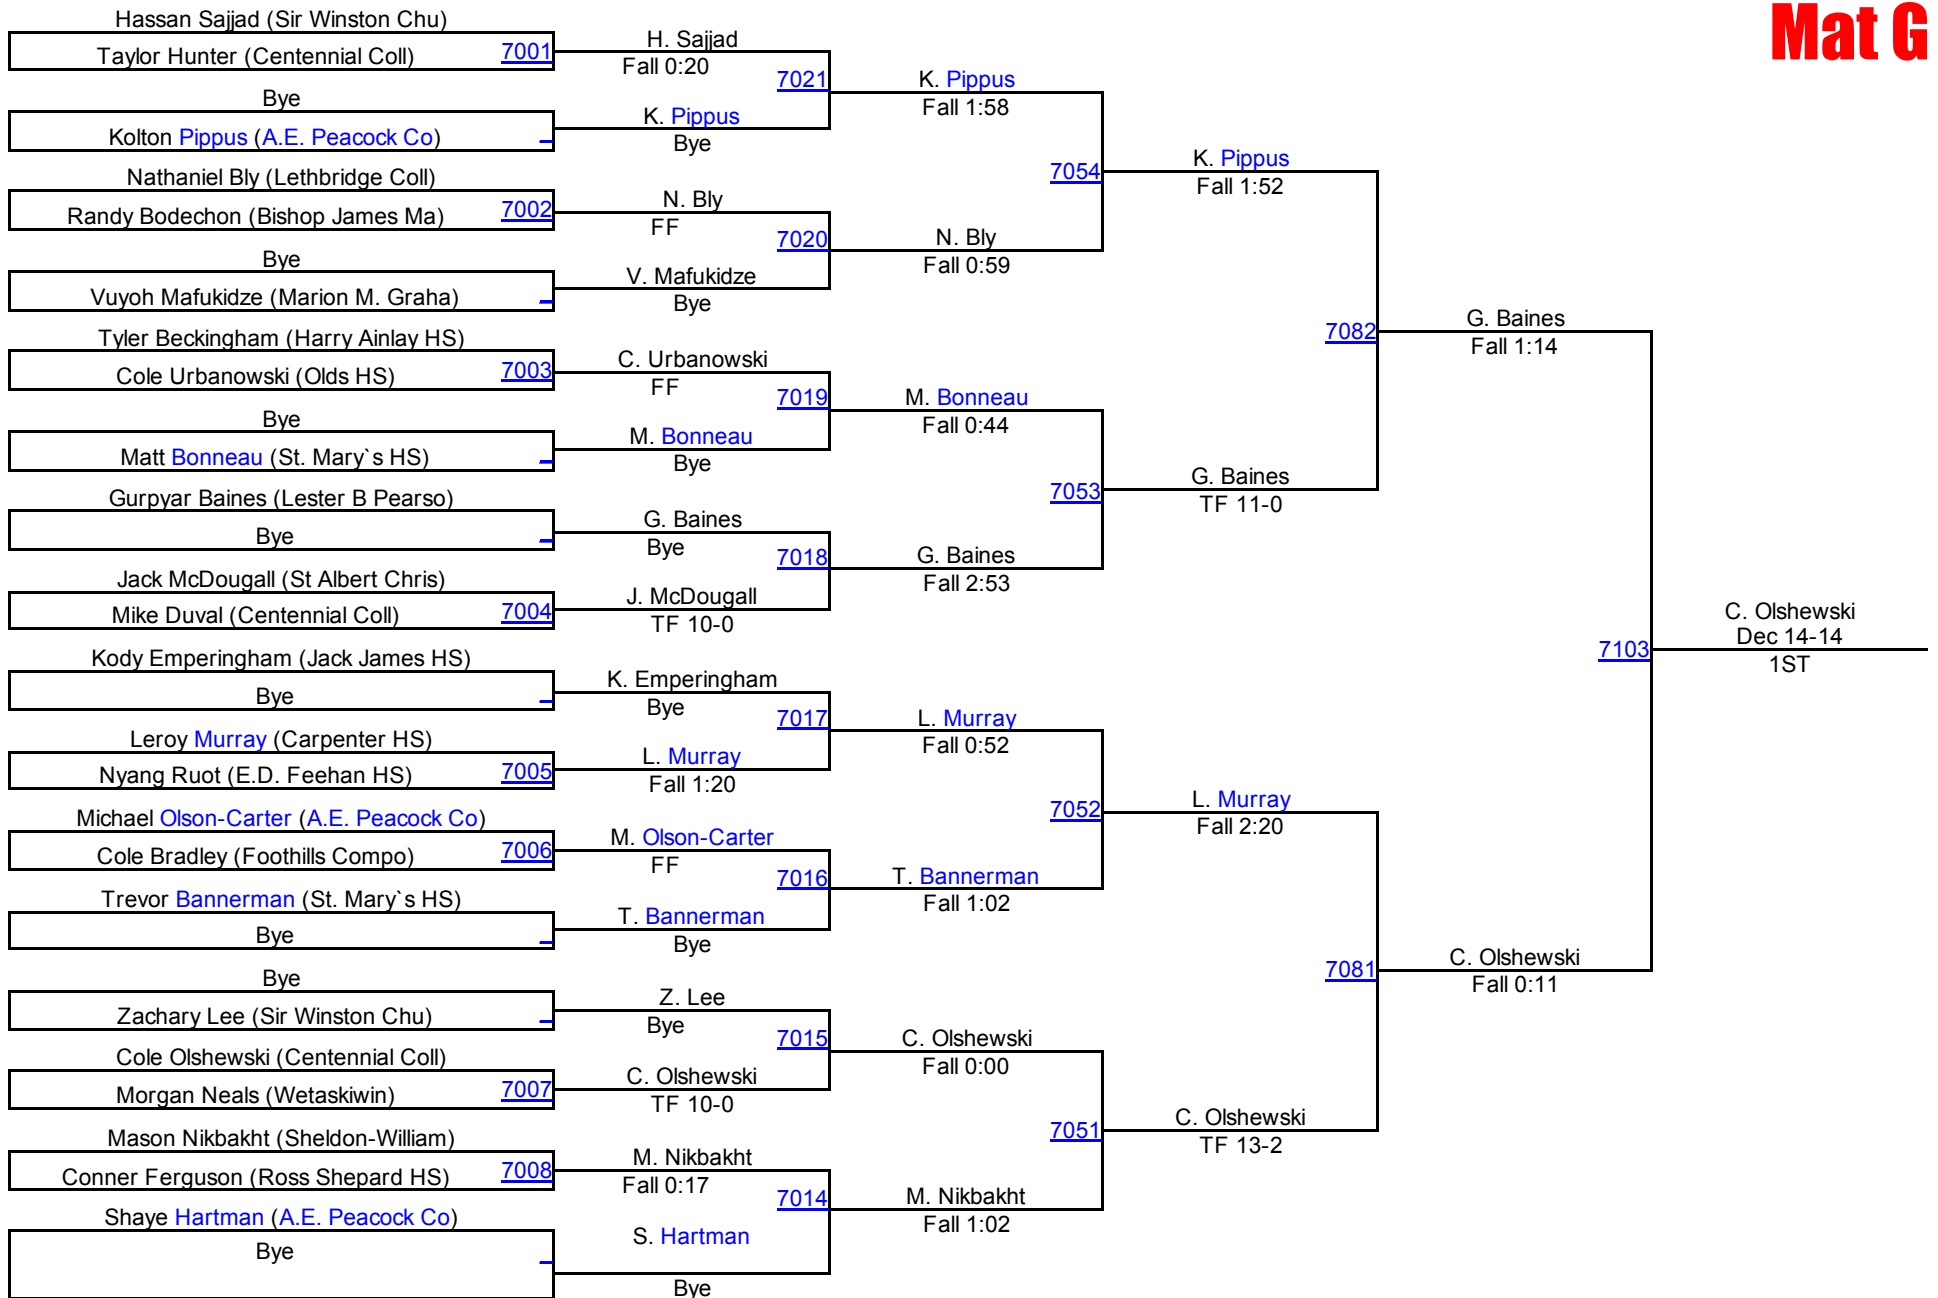 Mat G
Hassan Sajjad (Sir Winston Chu)
Taylor Hunter (Centennial Coll)
7001
Bye
Kolton Pippus (A.E. Peacock Co)
Nathaniel Bly (Lethbridge Coll)
Randy Bodechon (Bishop James Ma)
7002
Bye
Vuyoh Mafukidze (Marion M. Graha)
Tyler Beckingham (Harry Ainlay HS)
Cole Urbanowski (Olds HS)
7003
Bye
Matt Bonneau (St. Mary`s HS)
Gurpyar Baines (Lester B Pearso)
Bye
Jack McDougall (St Albert Chris)
Mike Duval (Centennial Coll)
7004
Kody Emperingham (Jack James HS)
Bye
Leroy Murray (Carpenter HS)
Nyang Ruot (E.D. Feehan HS)
7005
Michael Olson-Carter (A.E. Peacock Co)
Cole Bradley (Foothills Compo)
7006
Trevor Bannerman (St. Mary`s HS)
Bye
Bye
Zachary Lee (Sir Winston Chu)
Cole Olshewski (Centennial Coll)
Morgan Neals (Wetaskiwin)
7007
Mason Nikbakht (Sheldon-William)
Conner Ferguson (Ross Shepard HS)
7008
Shaye Hartman (A.E. Peacock Co)
Bye
H. Sajjad
Fall 0:20
7021
K. Pippus
Bye
N. Bly
FF
7020
V. Mafukidze
Bye
C. Urbanowski
FF
7019
M. Bonneau
Bye
G. Baines
Bye
7018
J. McDougall
TF 10-0
K. Emperingham
Bye
7017
L. Murray
Fall 1:20
M. Olson-Carter
FF
7016
T. Bannerman
Bye
Z. Lee
Bye
7015
C. Olshewski
TF 10-0
M. Nikbakht
Fall 0:17
7014
S. Hartman
Bye
K. Pippus
Fall 1:58
7054
N. Bly
Fall 0:59
M. Bonneau
Fall 0:44
7053
G. Baines
Fall 2:53
L. Murray
Fall 0:52
7052
T. Bannerman
Fall 1:02
C. Olshewski
Fall 0:00
7051
M. Nikbakht
Fall 1:02
K. Pippus
Fall 1:52
7082
G. Baines
TF 11-0
L. Murray
Fall 2:20
7081
C. Olshewski
TF 13-2
G. Baines
Fall 1:14
7103
C. Olshewski
Fall 0:11
C. Olshewski
Dec 14-14
1ST